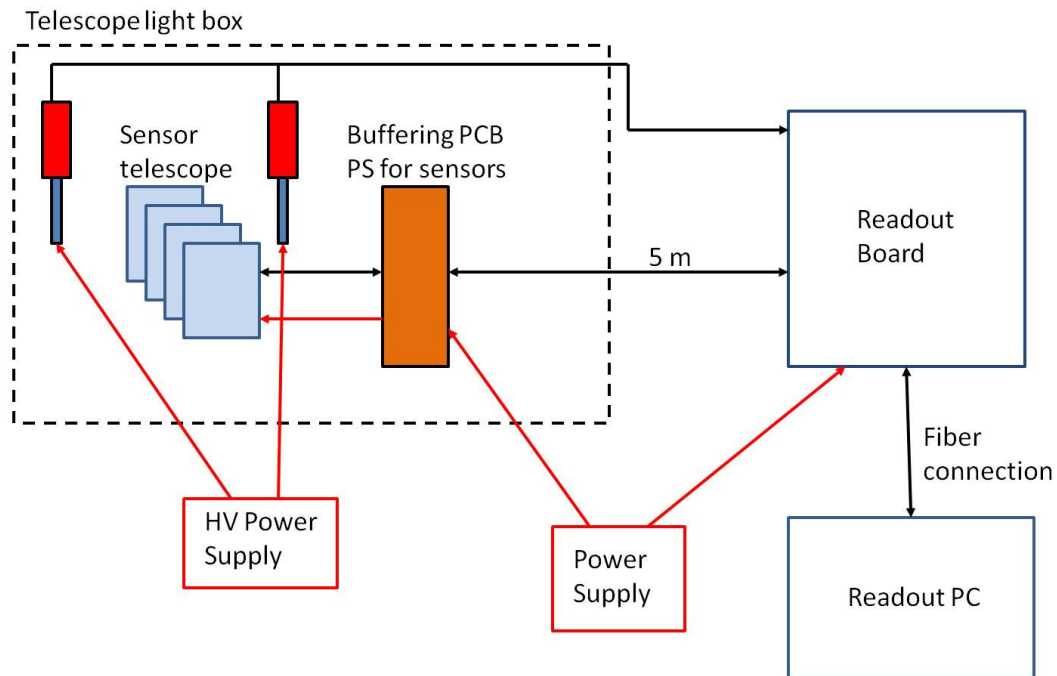 Telescope light box
Sensor
telescope
Buffering PCB
PS for sensors
Readout
Board
5 m
Fiber
connection
HV Power
Supply
Power
Supply
Readout PC